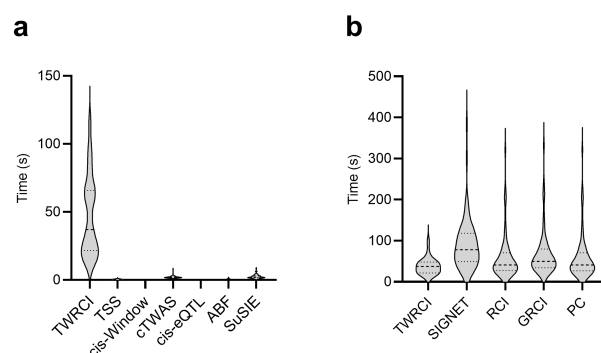 a
Time (s)
150
100
50
0
TWRCI
TSS
cis-Window
cTWAS
cis-eQTL
ABF
SuSIE
b
Time (s)
500
400
300
200
100
0
TWRCI
SIGNET
RCI
GRCI
PC